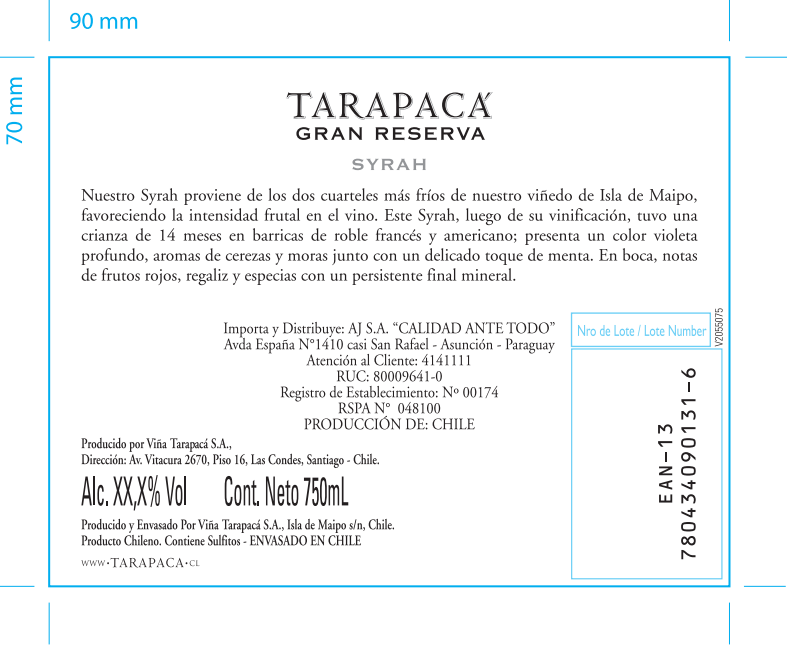 90 mm
70 mm
TARAPACÁ
GRAN RESERVA
SYRAH
Nuestro Syrah proviene de los dos cuarteles más fríos de nuestro viñedo de Isla de Maipo,
favoreciendo la intensidad frutal en el vino. Este Syrah, luego de su vinificación, tuvo una
crianza de 14 meses en barricas de roble francés y americano; presenta un color violeta
profundo, aromas de cerezas y moras junto con un delicado toque de menta. En boca, notas
de frutos rojos, regaliz y especias con un persistente final mineral.
Importa y Distribuye: AJ S.A. “CALIDAD ANTE TODO”
Avda España N°1410 casi San Rafael - Asunción - Paraguay
Atención al Cliente: 4141111
RUC: 80009641-0
Registro de Establecimiento: Nº 00174
RSPA N° 048100
PRODUCCIÓN DE: CHILE
Nro de Lote / Lote Number
V2055075
EAN-13
780434090131-6
Producido por Viña Tarapacá S.A.,
Dirección: Av. Vitacura 2670, Piso 16, Las Condes, Santiago - Chile.
Alc. XX,X% Vol Cont. Neto 750mL
Producido y Envasado Por Viña Tarapacá S.A., Isla de Maipo s/n, Chile.
Producto Chileno. Contiene Sulfitos - ENVASADO EN CHILE
WWW·TARAPACA·CL